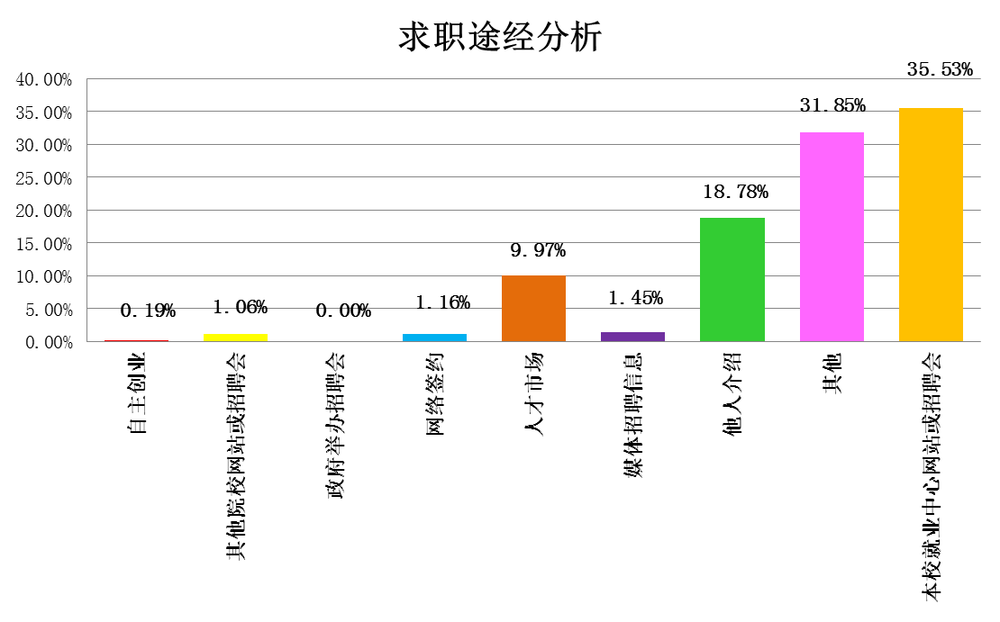 求职途经分析
40.00%
35.00%
30.00%
25.00%
20.00%
15.00%
10.00%
5.00%
0.00%
0.19%
1.06%
0.00%
1.16%
9.97%
1.45%
18.78%
31.85%
35.53%
自主创业
其他院校网站或招聘会
政府举办招聘会
网络签约
人才市场
媒体招聘信息
他人介绍
其他
本校就业中心网站或招聘会